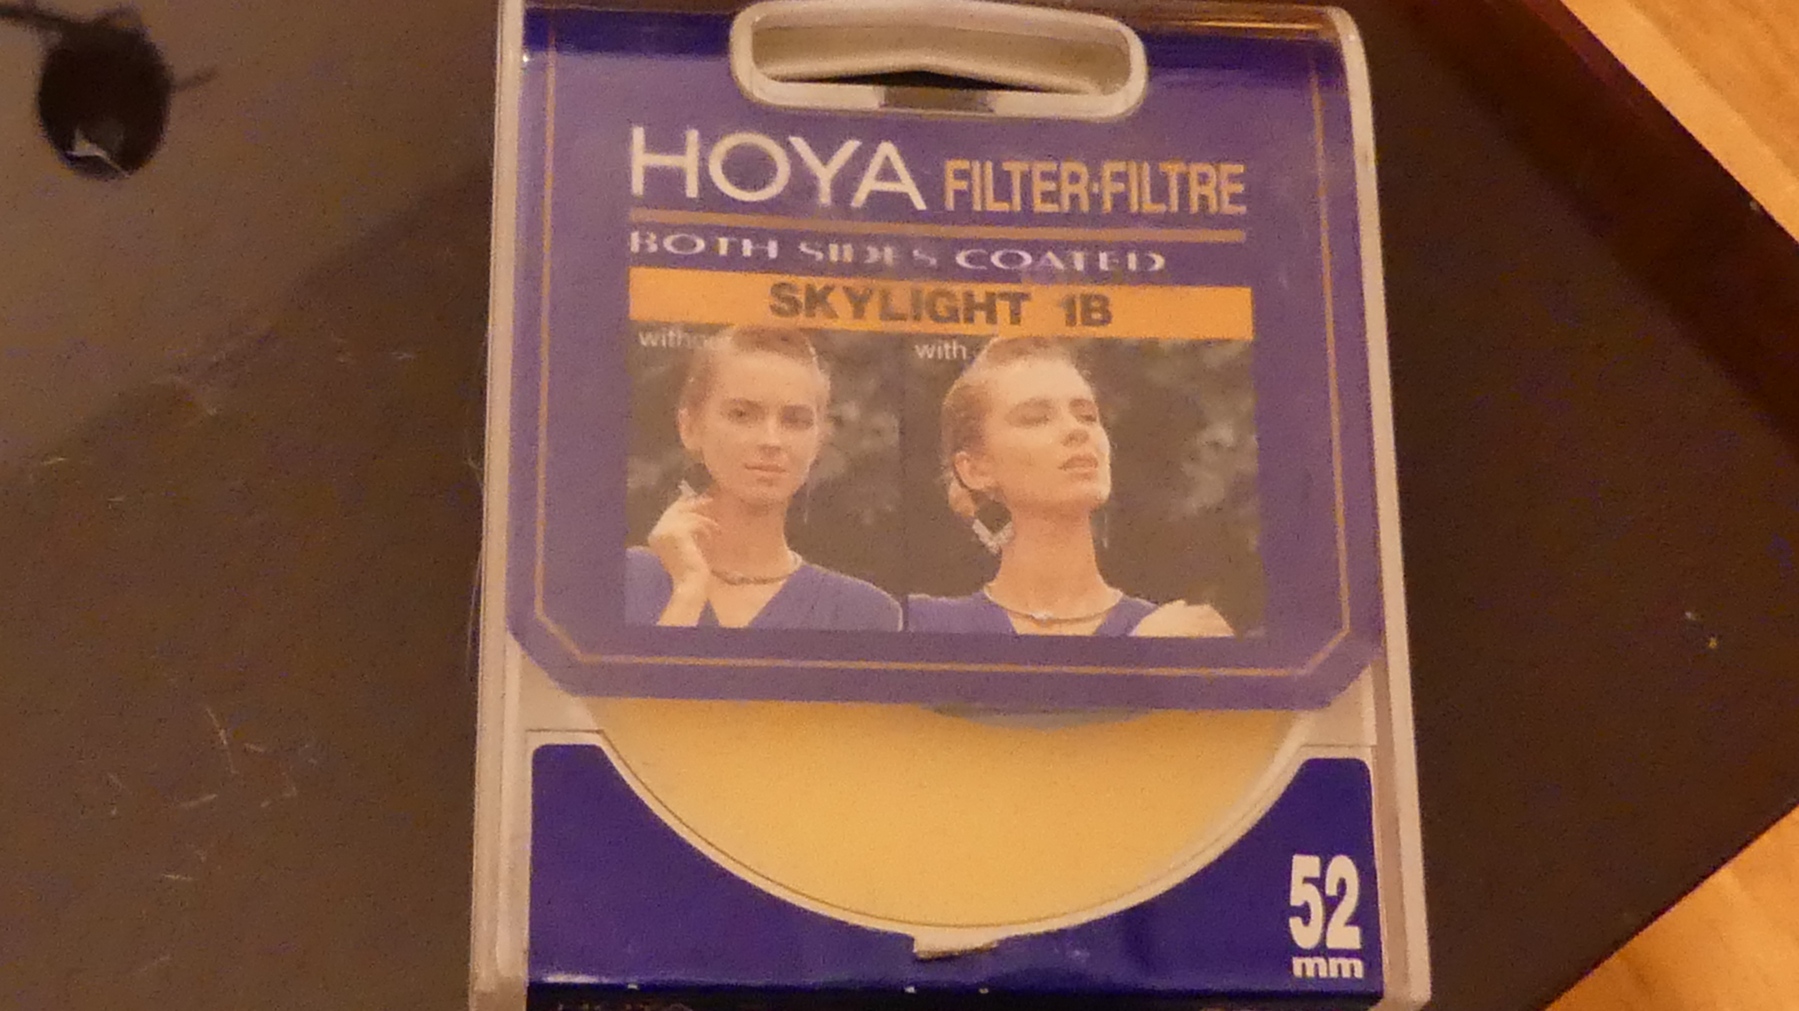 HOYA FILTER·FILTRE
BOTH SIDES COATED
SKYLIGHT 1B
with
52
mm